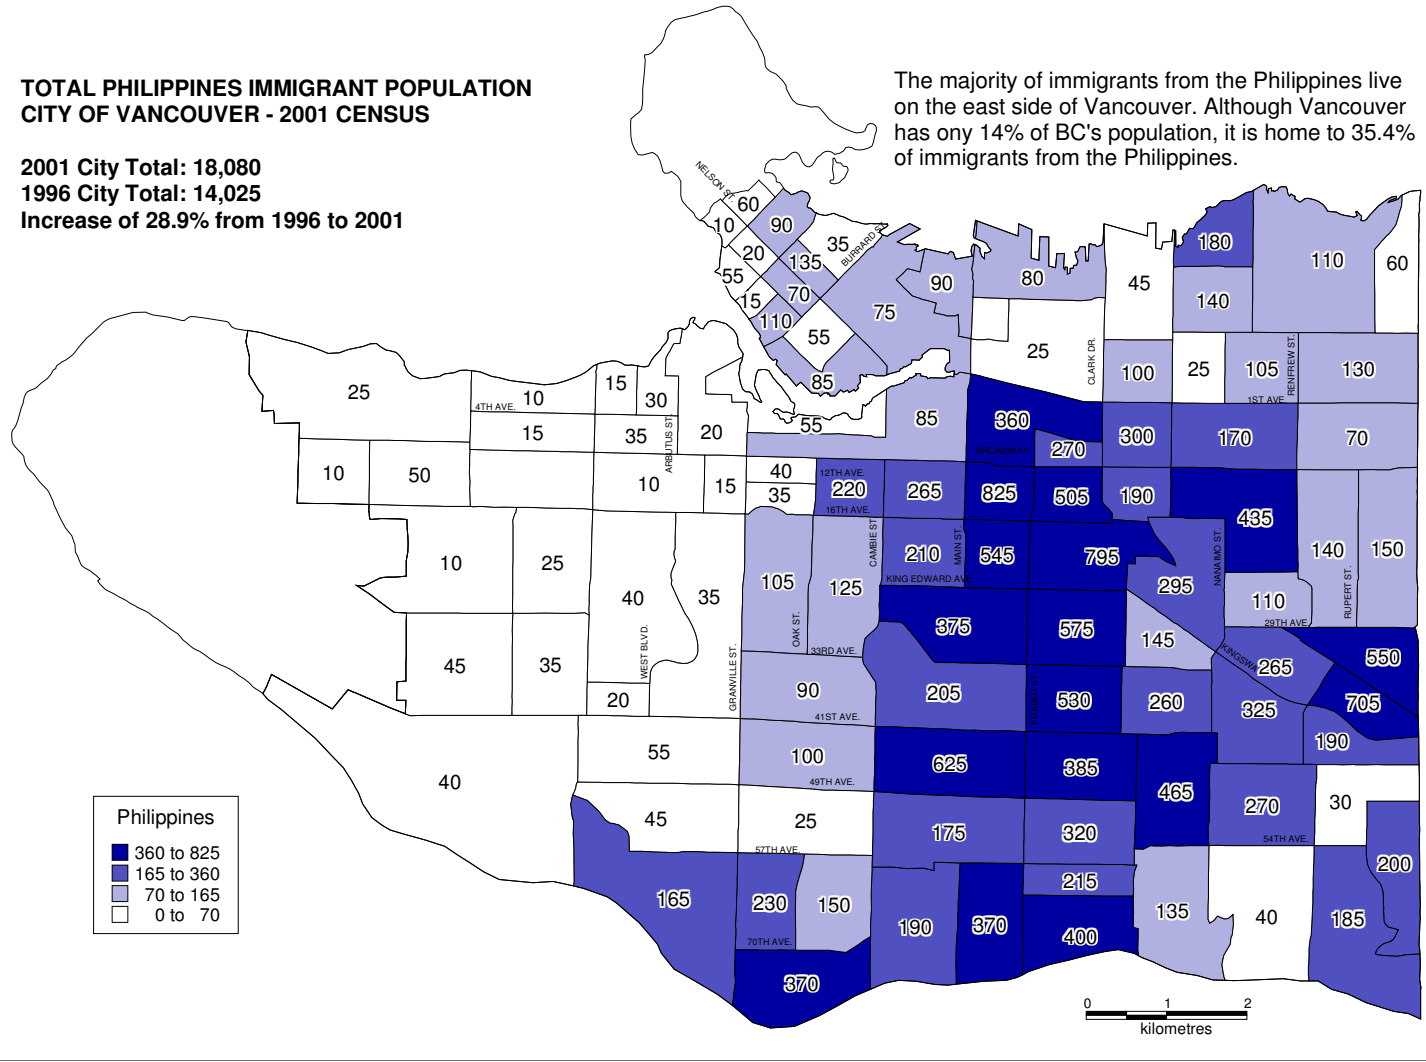 TOTAL PHILIPPINES IMMIGRANT POPULATION
CITY OF VANCOUVER - 2001 CENSUS
2001 City Total: 18,080
1996 City Total: 14,025
Increase of 28.9% from 1996 to 2001
The majority of immigrants from the Philippines live
on the east side of Vancouver. Although Vancouver
has ony 14% of BC's population, it is home to 35.4%
of immigrants from the Philippines.
NELSON ST.
60
10
90
20
135
35
BURRARD ST.
55
15
70
110
55
75
90
85
80
45
180
140
110
60
25
CLARK DR.
100
25
105
RENFREW ST.
130
1ST AVE.
25
10
4TH AVE.
15
30
15
35
ARBUTUS ST.
20
55
85
360
BROADWAY
270
300
170
70
10
50
10
15
40
35
12TH AVE.
220
16TH AVE.
265
825
505
190
435
140
150
10
25
40
35
105
125
CAMBIE ST.
210
MAIN ST.
KING EDWARD AVE.
545
795
295
NANAIMO ST.
110
29TH AVE.
RUPERT ST.
45
35
WEST BLVD.
20
GRANVILLE ST.
OAK ST.
33RD AVE.
375
575
145
KINGSWAY
265
550
90
41ST AVE.
205
530
260
325
705
190
40
55
100
49TH AVE.
625
385
465
270
54TH AVE.
30
45
25
57TH AVE.
175
320
200
165
230
70TH AVE.
150
190
370
215
400
135
40
185
370
Philippines
360 to 825
165 to 360
70 to 165
0 to 70
0 1 2
kilometres